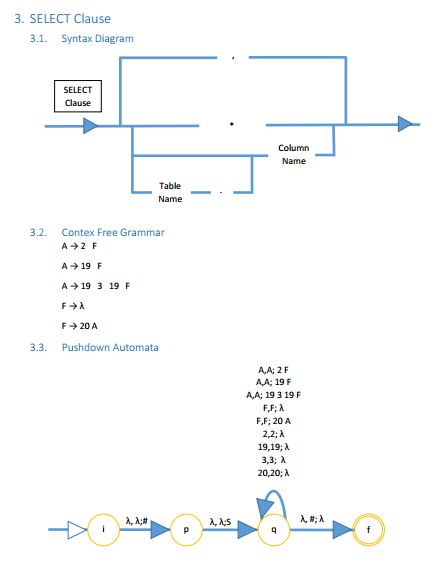 3. SELECT Clause
3.1. Syntax Diagram
,
SELECT
Clause
*
Column
Name
Table
Name
.
3.2. Contex Free Grammar
A → 2 F
A → 19 F
A → 19 3 19 F
F → λ
F → 20 A
3.3. Pushdown Automata
A,A; 2 F
A,A; 19 F
A,A; 19 3 19 F
F,F; λ
F,F; 20 A
2,2; λ
19,19; λ
3,3; λ
20,20; λ
λ, λ;# λ, λ;S λ, #; λ
i p q f